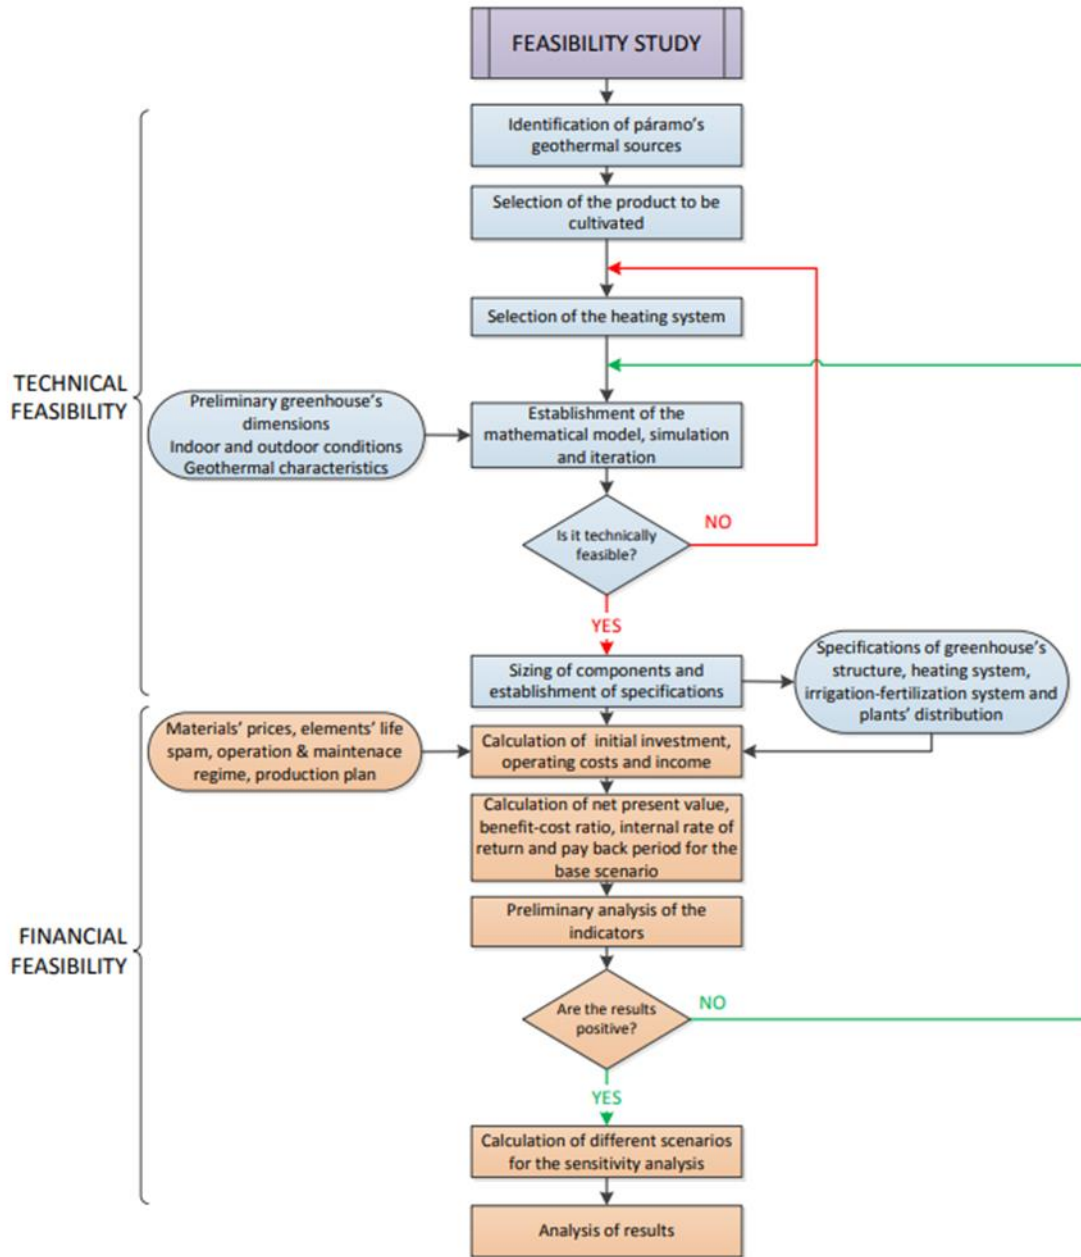 FEASIBILITY STUDY
Identification of páramo's
geothermal sources
Selection of the product to be
cultivated
Selection of the heating system
TECHNICAL
FEASIBILITY
Preliminary greenhouse's
dimensions
Indoor and outdoor conditions
Geothermal characteristics
Establishment of the
mathematical model, simulation
and iteration
Is it technically
feasible?
NO
YES
Sizing of components and
establishment of specifications
Specifications of greenhouse's
structure, heating system,
irrigation-fertilization system and
plants' distribution
Materials' prices, elements' life
spam, operation & maintenace
regime, production plan
Calculation of initial investment,
operating costs and income
Calculation of net present value,
benefit-cost ratio, internal rate of
return and pay back period for the
base scenario
Preliminary analysis of the
indicators
FINANCIAL
FEASIBILITY
Are the results
positive?
NO
YES
Calculation of different scenarios
for the sensitivity analysis
Analysis of results